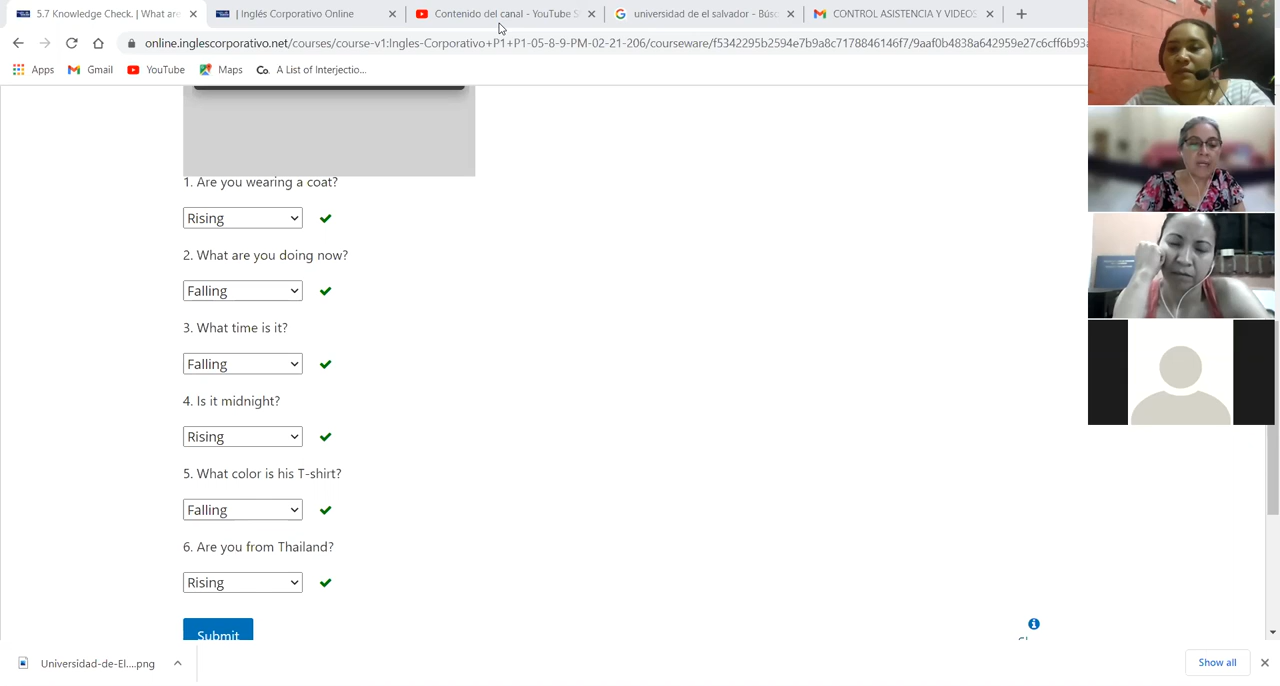 5.7 Knowledge Check. | What are
| Inglés Corporativo Online
Contenido del canal - YouTube S
universidad de el salvador - Búsc
CONTROL ASISTENCIA Y VIDEOS
online.inglescorporativo.net/courses/course-v1:Ingles-Corporativo+P1+P1-05-8-9-PM-02-21-206/courseware/f5342295b2594e7b9a8c7178846146f7/9aaf0b4838a642959e27c6cff6b93a
Apps Gmail YouTube Maps Co. A List of Interjectio...
1. Are you wearing a coat?
Rising
2. What are you doing now?
Falling
3. What time is it?
Falling
4. Is it midnight?
Rising
5. What color is his T-shirt?
Falling
6. Are you from Thailand?
Rising
Submit
Universidad-de-El....png
Show all